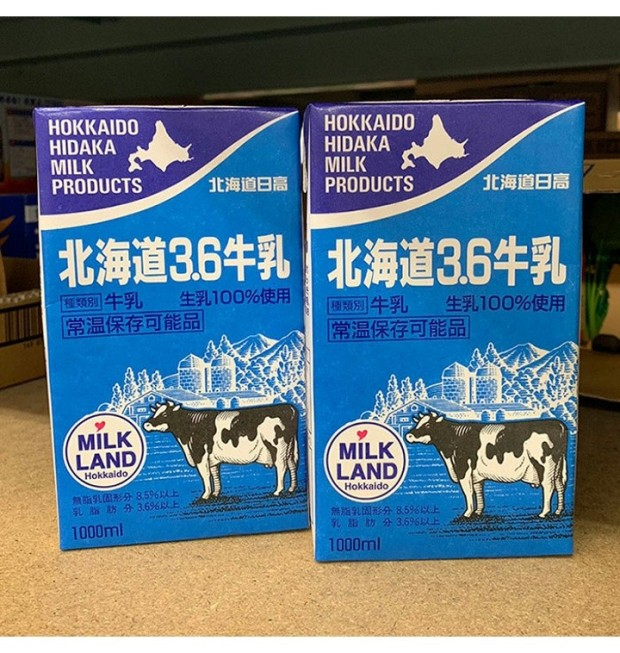 HOKKAIDO
HIDAKA
MILK
PRODUCTS
北海道日高
北海道3.6牛乳
種類別 牛乳 生乳100%使用
常温保存可能品
MILK
LAND
Hokkaido
無脂乳固形分 8.5%以上
乳脂肪分 3.6%以上
1000ml
HOKKAIDO
HIDAKA
MILK
PRODUCTS
北海道日高
北海道3.6牛乳
種類別 牛乳 生乳100%使用
常温保存可能品
MILK
LAND
Hokkaido
無脂乳固形分 8.5%以上
乳脂肪分 3.6%以上
1000ml